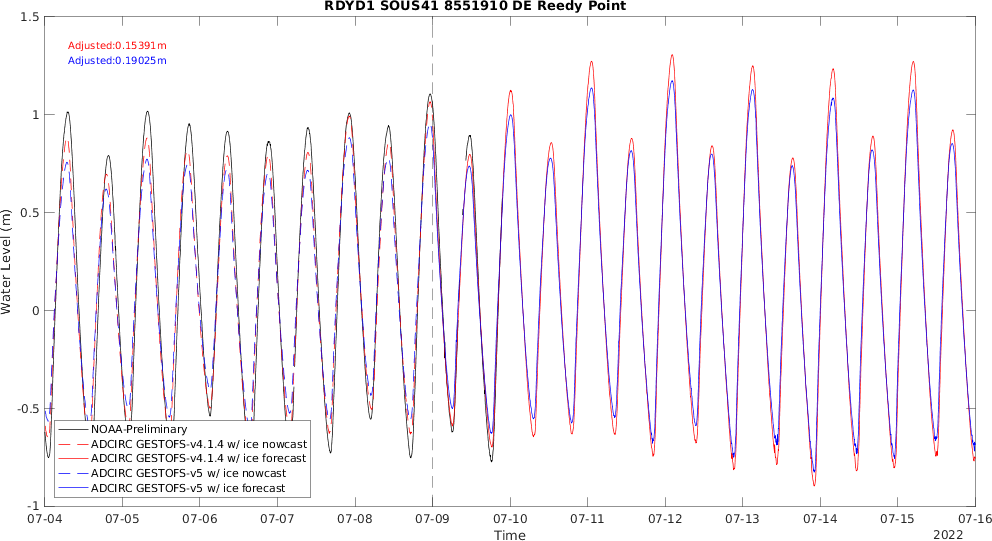 RDYD1 SOUS41 8551910 DE Reedy Point
Adjusted:0.15391m
Adjusted:0.19025m
Water Level (m)
1.5
1
0.5
0
-0.5
-1
NOAA-Preliminary
ADCIRC GESTOFS-v4.1.4 w/ ice nowcast
ADCIRC GESTOFS-v4.1.4 w/ ice forecast
ADCIRC GESTOFS-v5 w/ ice nowcast
ADCIRC GESTOFS-v5 w/ ice forecast
07-04 07-05 07-06 07-07 07-08 07-09 07-10 07-11 07-12 07-13 07-14 07-15 07-16
Time
2022